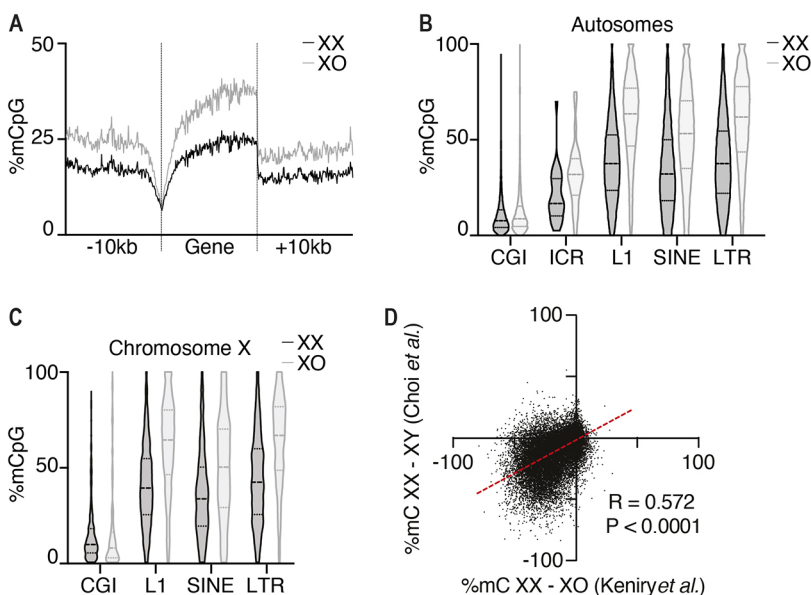 A
50
XX
XO
%mCpG
25
0
-10kb
Gene
+10kb
B
Autosomes
XX
XO
100
%mCpG
50
0
CGI
ICR
L1
SINE
LTR
C
Chromosome X
XX
XO
100
%mCpG
50
0
CGI
L1
SINE
LTR
D
100
%mC XX - XY (Choi et al.)
-100
100
R = 0.572
P < 0.0001
-100
%mC XX - XO (Keniry et al.)